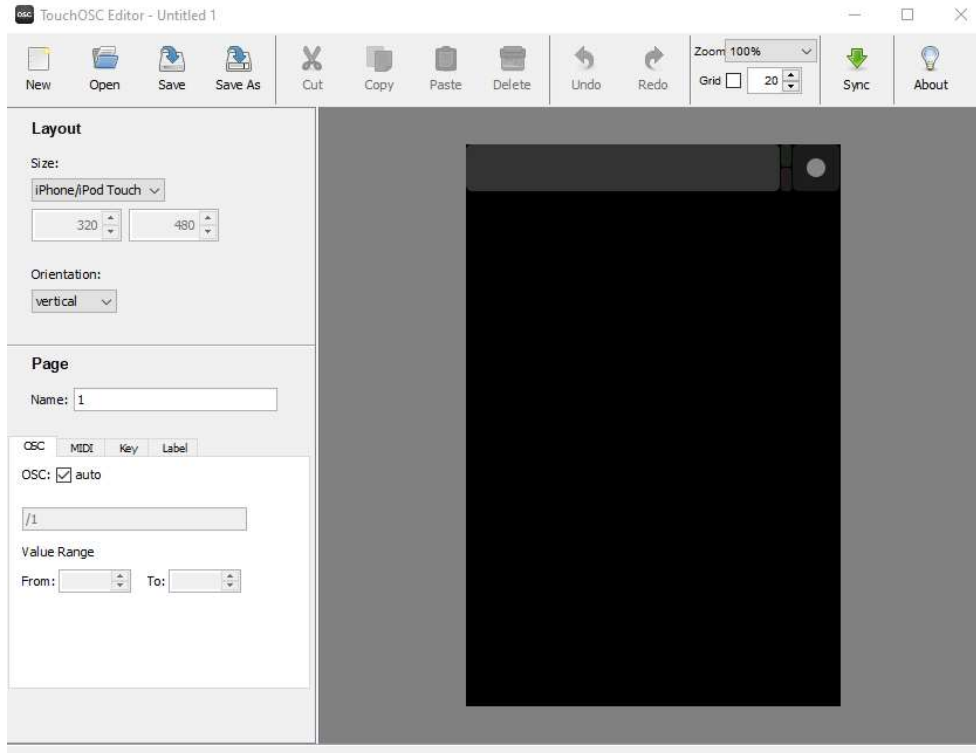 OSC TouchOSC Editor - Untitled 1
New Open Save Save As Cut Copy Paste Delete Undo Redo Zoom 100% Sync About
Grid 20
Layout
Size:
iPhone/iPod Touch
320 480
Orientation:
vertical
Page
Name: 1
OSC MIDI Key Label
OSC: auto
/1
Value Range
From: To: